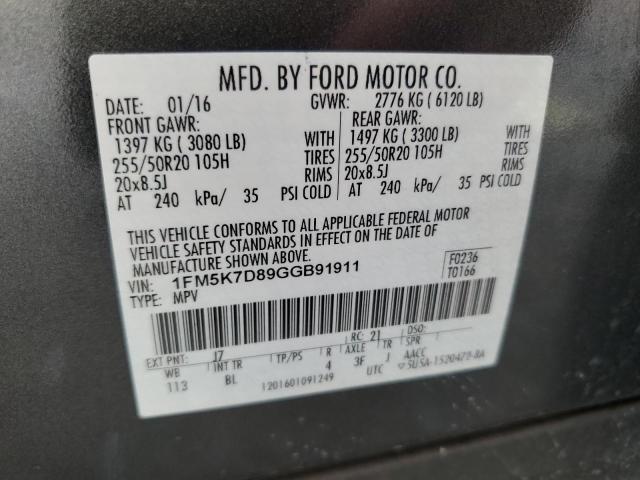 MFD. BY FORD MOTOR CO.
DATE: 01/16 GVWR: 2776 KG ( 6120 LB)
FRONT GAWR: REAR GAWR:
1397 KG ( 3080 LB) WITH 1497 KG ( 3300 LB) WITH
255/50R20 105H TIRES 255/50R20 105H TIRES
20x8.5J RIMS 20x8.5J RIMS
AT 240 kPa/ 35 PSI COLD AT 240 kPa/ 35 PSI COLD
THIS VEHICLE CONFORMS TO ALL APPLICABLE FEDERAL MOTOR
VEHICLE SAFETY STANDARDS IN EFFECT ON THE DATE OF
MANUFACTURE SHOWN ABOVE.
VIN: 1FM5K7D89GGB91911 F0236
TYPE: MPV T0166
EXT PNT: J7 RC: 21 DSO:
WB INT TR TP/PS R AXLE TR SPR
113 BL 4 3F J AACC
1201601091249 UTC